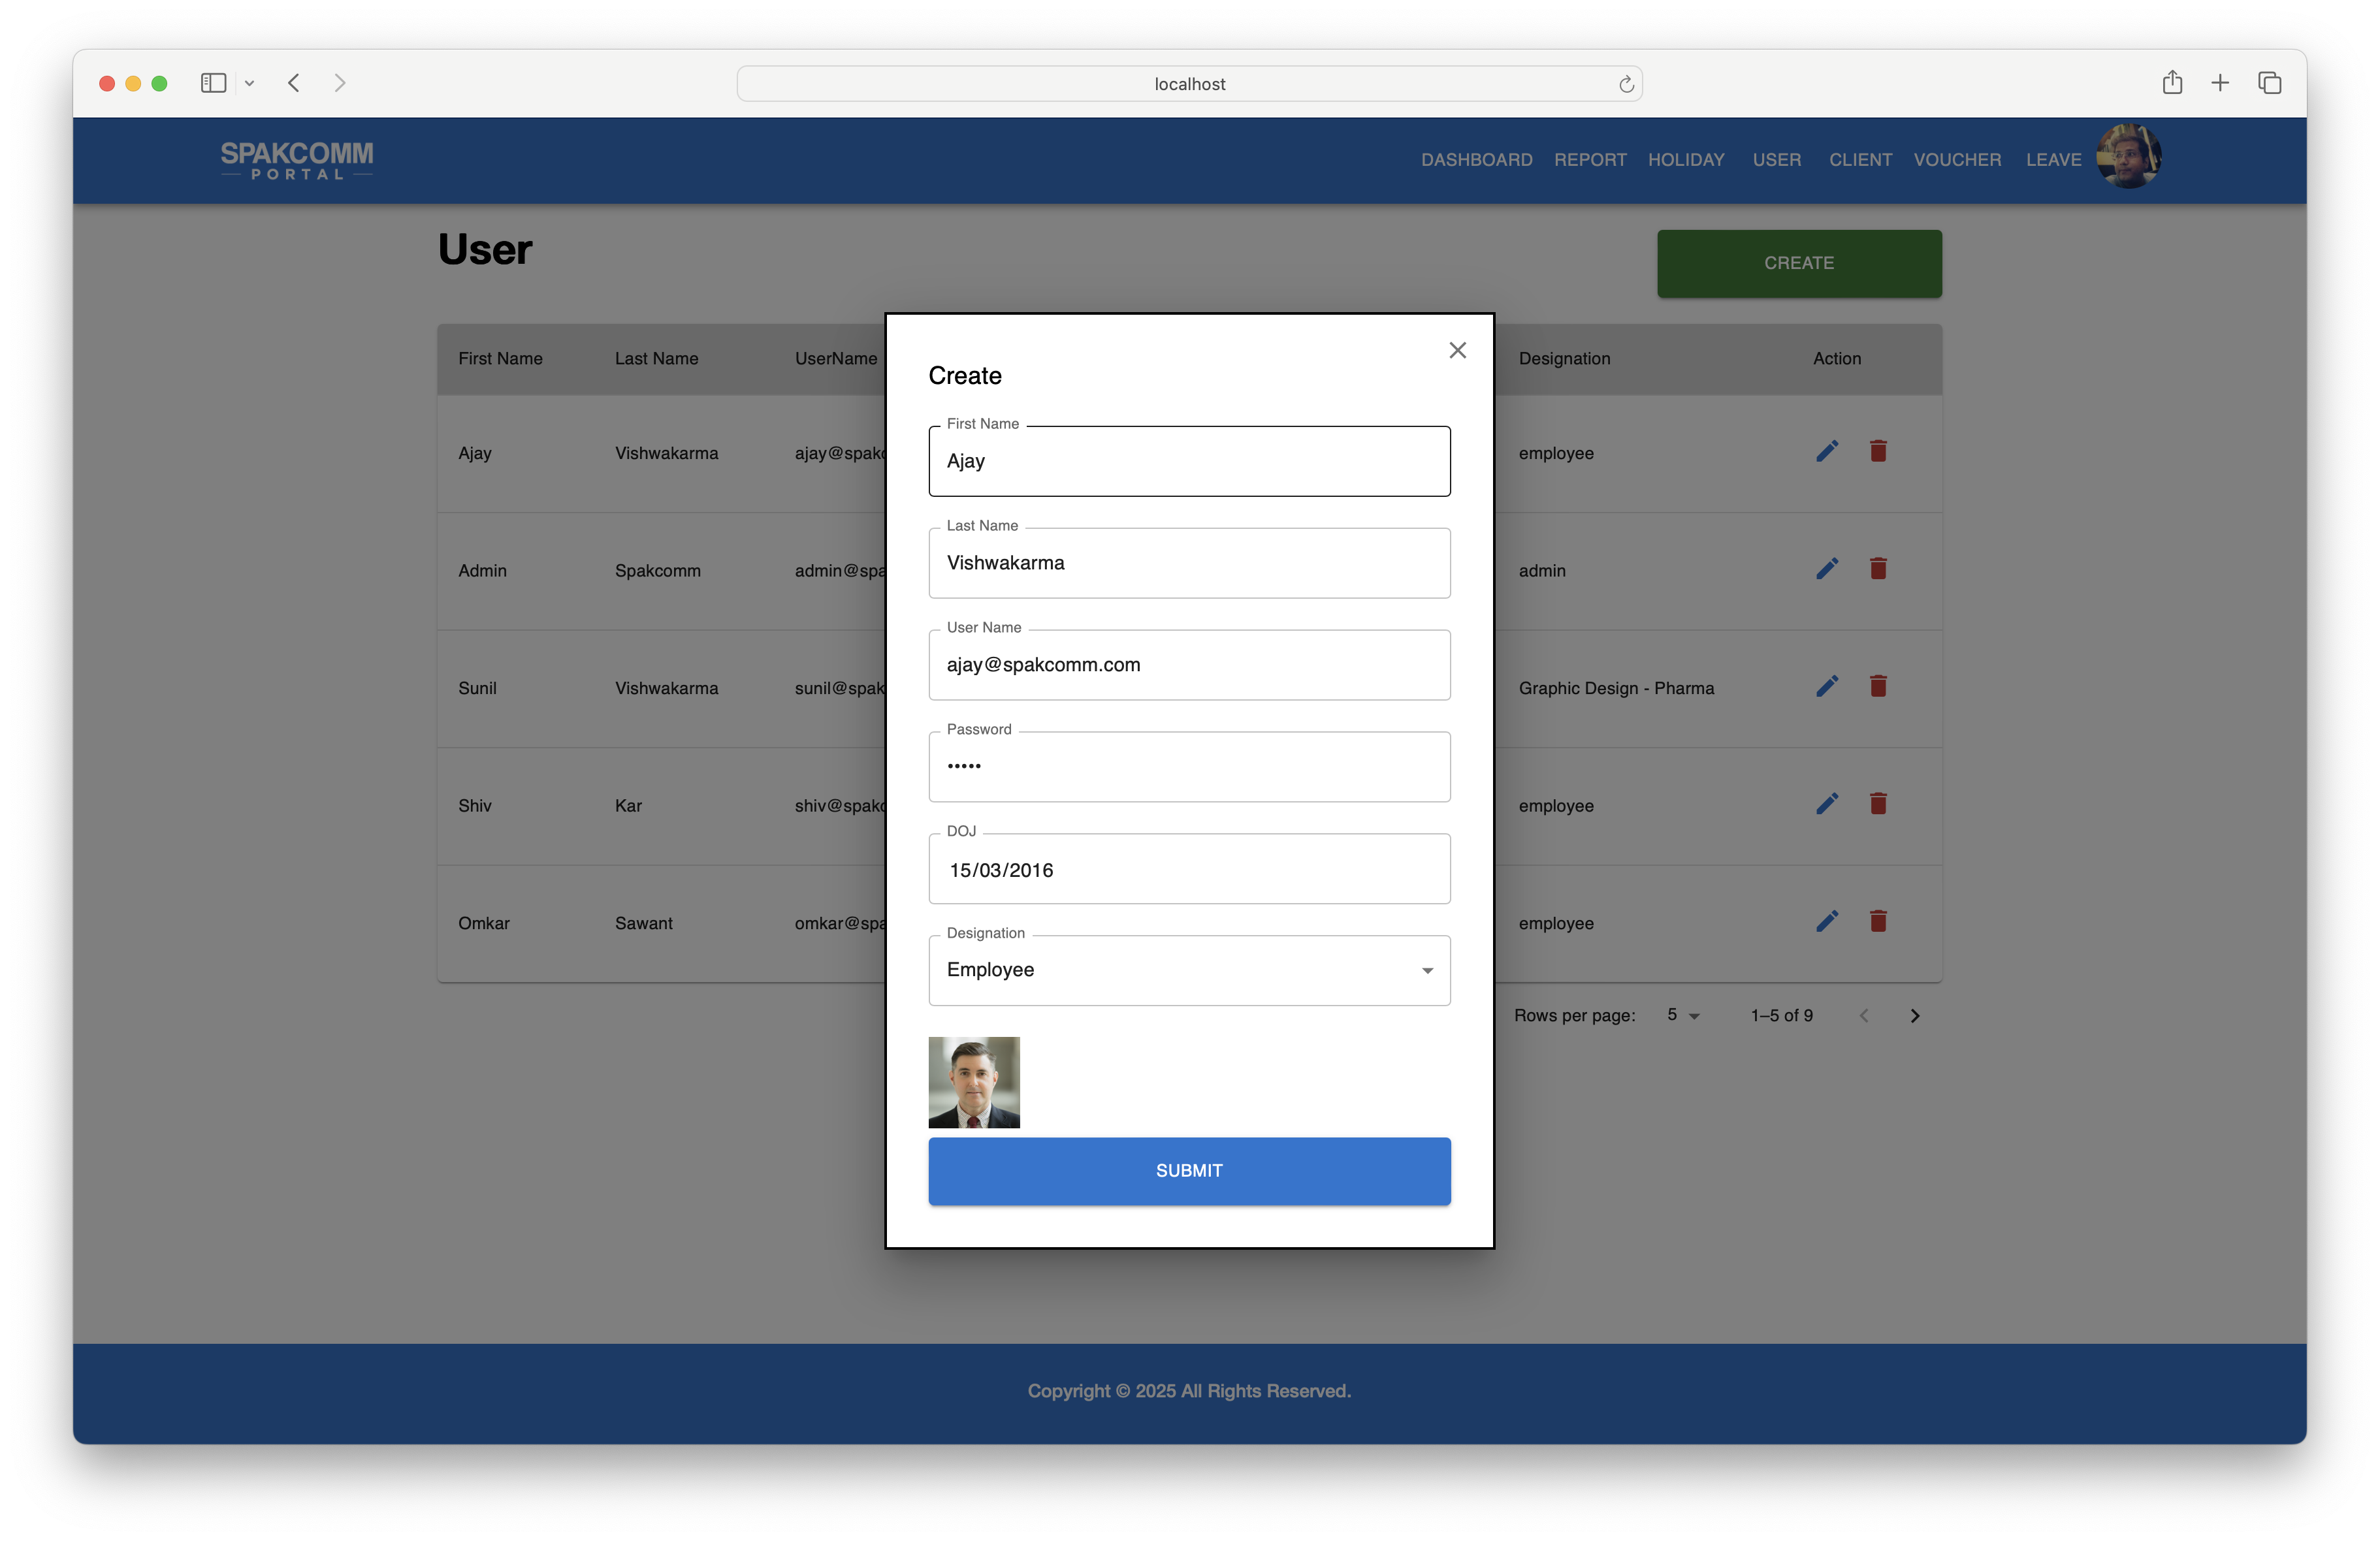 localhost
SPAKCOMM
PORTAL
DASHBOARD REPORT HOLIDAY USER CLIENT VOUCHER LEAVE
User
CREATE
First Name Last Name UserName Designation Action
Ajay Vishwakarma ajay@spakc employee
Admin Spakcomm admin@spa admin
Sunil Vishwakarma sunil@spak Graphic Design - Pharma
Shiv Kar shiv@spakc employee
Omkar Sawant omkar@spa employee
Rows per page: 5 1–5 of 9
Create
First Name
Ajay
Last Name
Vishwakarma
User Name
ajay@spakcomm.com
Password
•••••
DOJ
15/03/2016
Designation
Employee
SUBMIT
Copyright © 2025 All Rights Reserved.